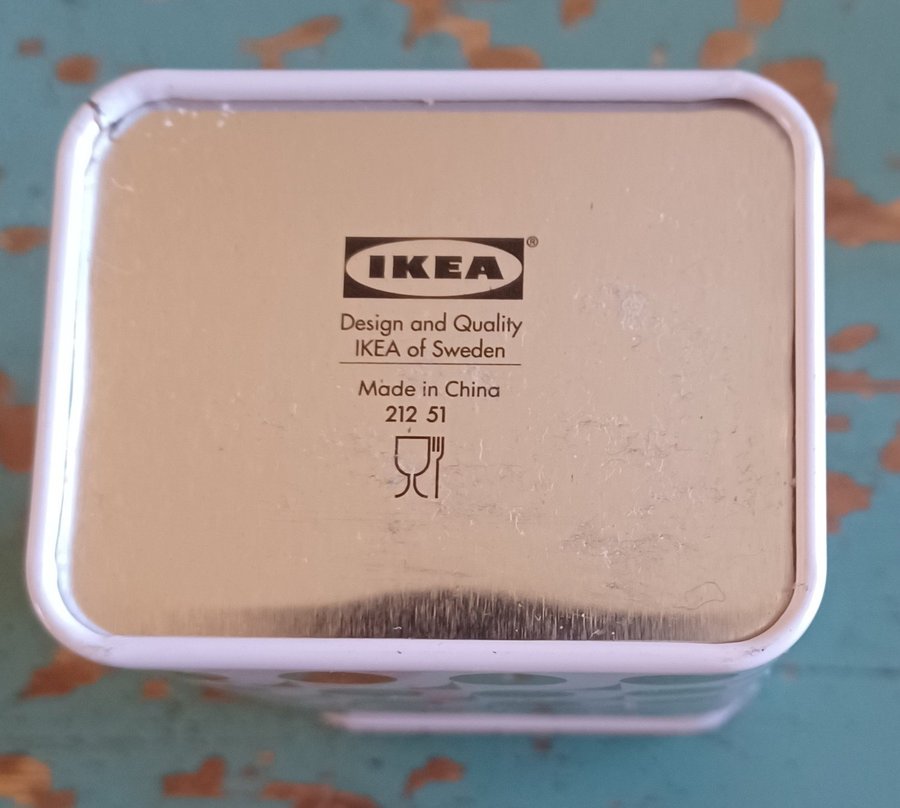 IKEA®
Design and Quality
IKEA of Sweden
Made in China
212 51